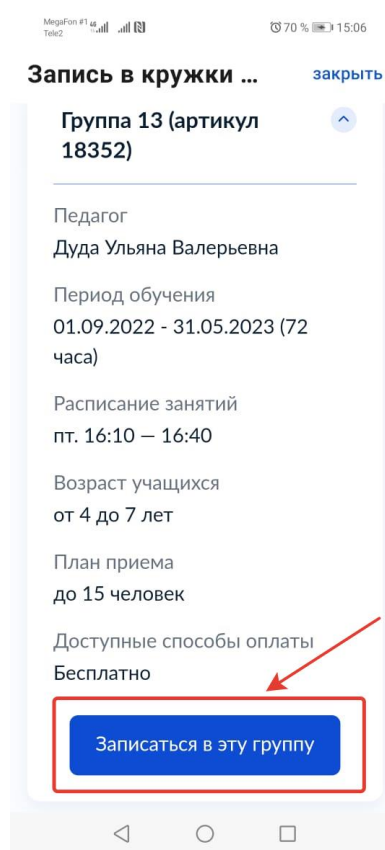 MegaFon #1 46
Tele2
70 % 15:06
Запись в кружки ...
закрыть
Группа 13 (артикул
18352)
Педагог
Дуда Ульяна Валерьевна
Период обучения
01.09.2022 - 31.05.2023 (72
часа)
Расписание занятий
пт. 16:10 — 16:40
Возраст учащихся
от 4 до 7 лет
План приема
до 15 человек
Доступные способы оплаты
Бесплатно
Записаться в эту группу